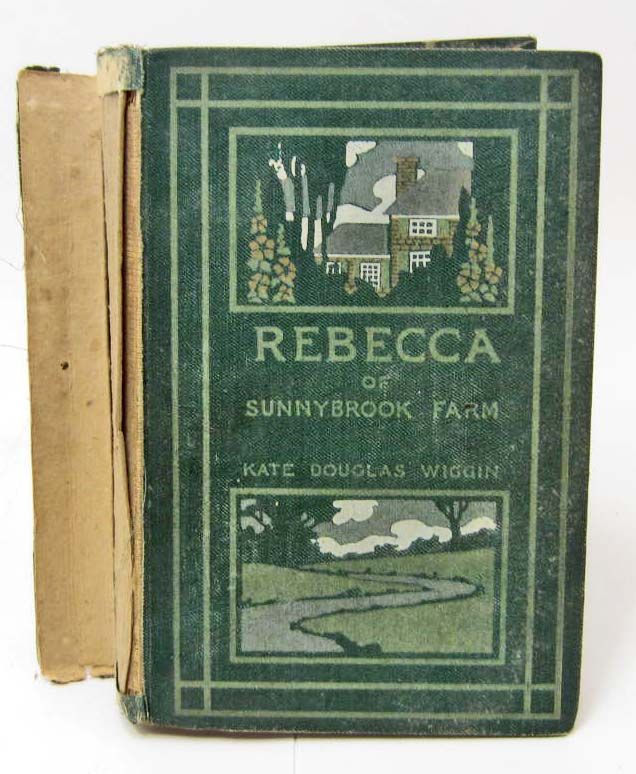 REBECCA
OF
SUNNYBROOK FARM
KATE DOUGLAS WIGGIN